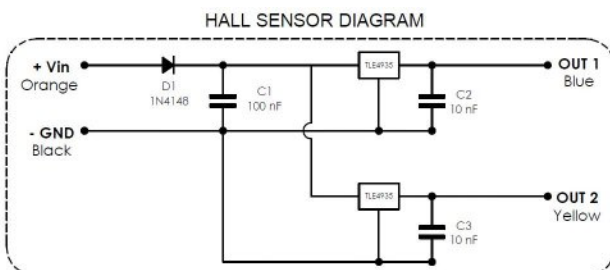 HALL SENSOR DIAGRAM
+ Vin
Orange
D1
1N4148
C1
100 nF
TLE4935
C2
10 nF
OUT 1
Blue
- GND
Black
TLE4935
C3
10 nF
OUT 2
Yellow